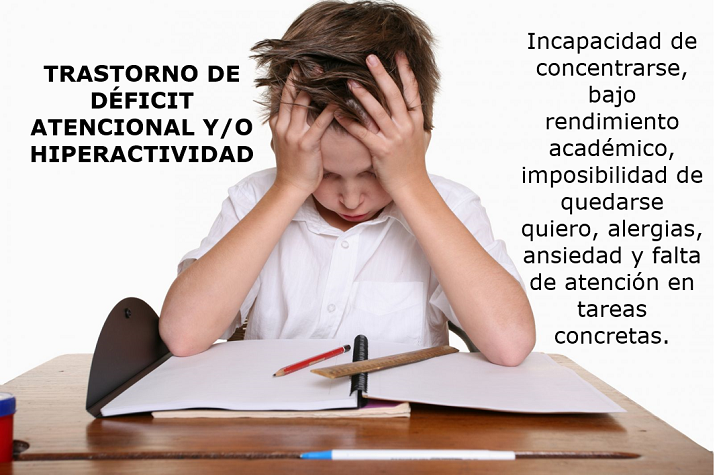 TRASTORNO DE
DÉFICIT
ATENCIONAL Y/O
HIPERACTIVIDAD
Incapacidad de
concentrarse,
bajo
rendimiento
académico,
imposibilidad de
quedarse
quiero, alergias,
ansiedad y falta
de atención en
tareas
concretas.